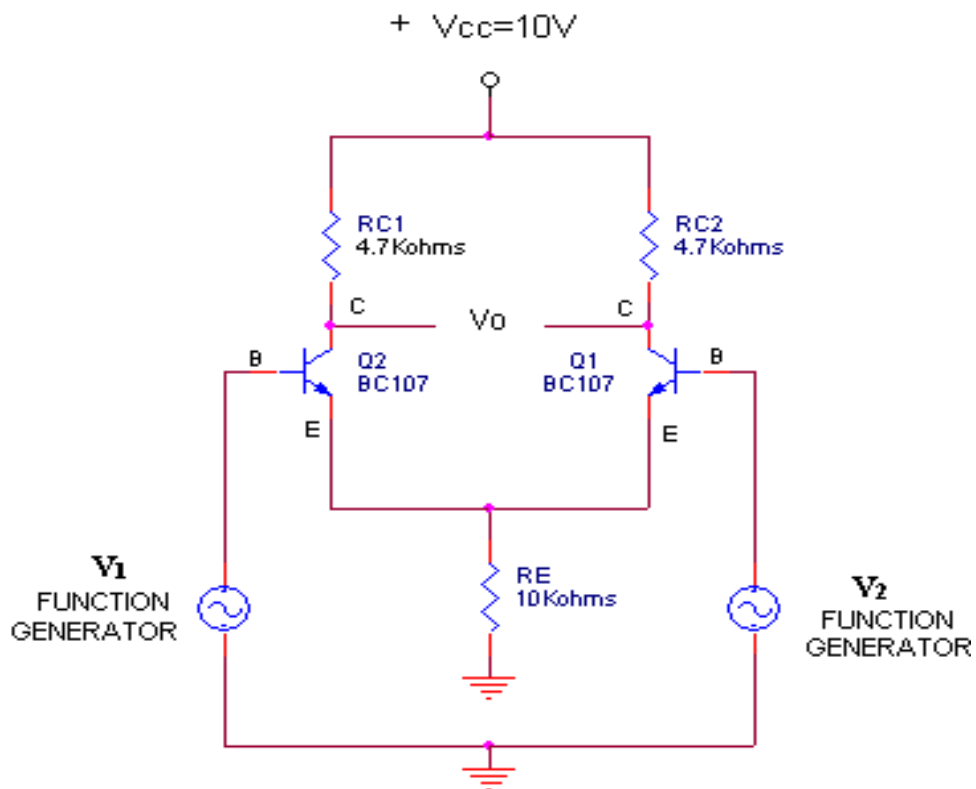 + Vcc=10V
RC1
4.7Kohms
RC2
4.7Kohms
C
Vo
C
B
Q2
BC107
Q1
BC107
B
E
E
V1
FUNCTION
GENERATOR
RE
10Kohms
V2
FUNCTION
GENERATOR